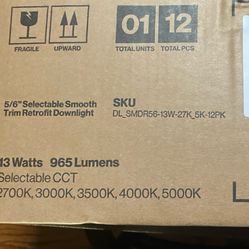 FRAGILE
UPWARD
01
TOTAL UNITS
12
TOTAL PCS
5/6" Selectable Smooth
Trim Retrofit Downlight
SKU
DL_SMDR56-13W-27K_5K-12PK
13 Watts 965 Lumens
Selectable CCT
2700K, 3000K, 3500K, 4000K, 5000K